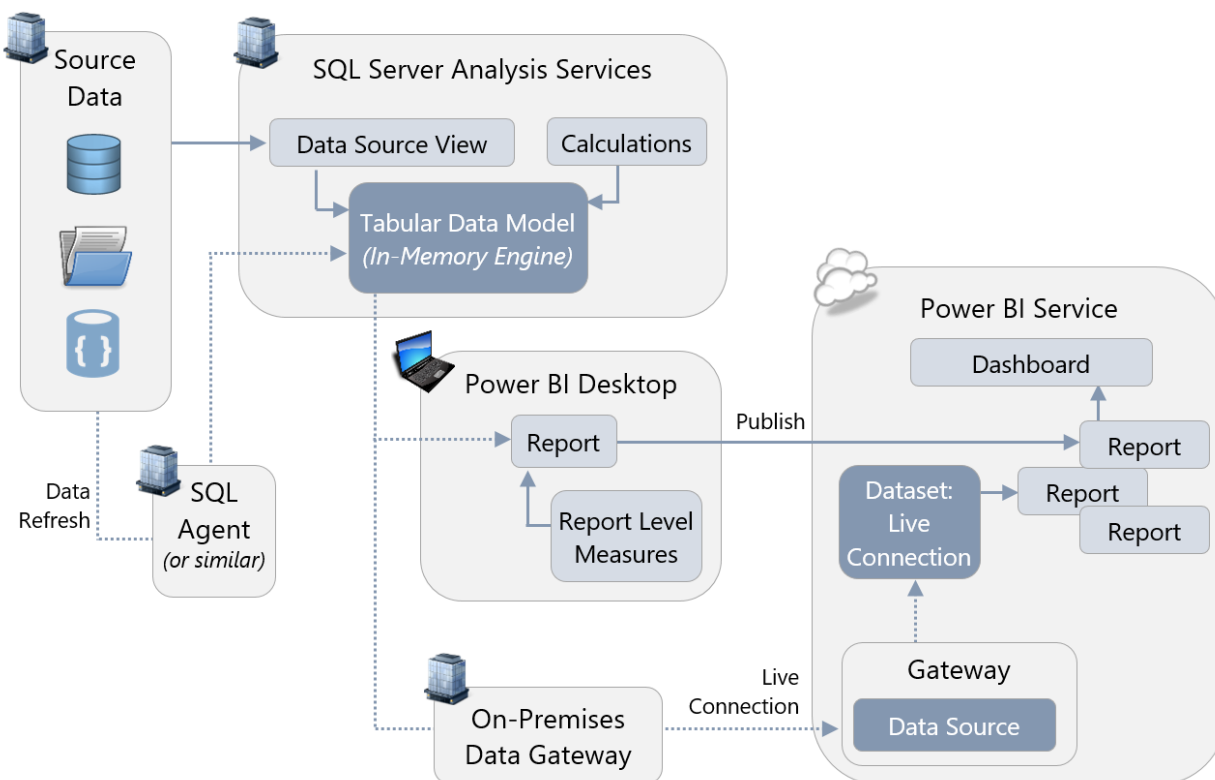 Source
Data
SQL Server Analysis Services
Data Source View
Calculations
Tabular Data Model
(In-Memory Engine)
Power BI Service
Dashboard
Power BI Desktop
Report
Publish
Report
Report
Report
Dataset:
Live
Connection
Report Level
Measures
Data
Refresh
SQL
Agent
(or similar)
{ }
Gateway
Data Source
Live
Connection
On-Premises
Data Gateway